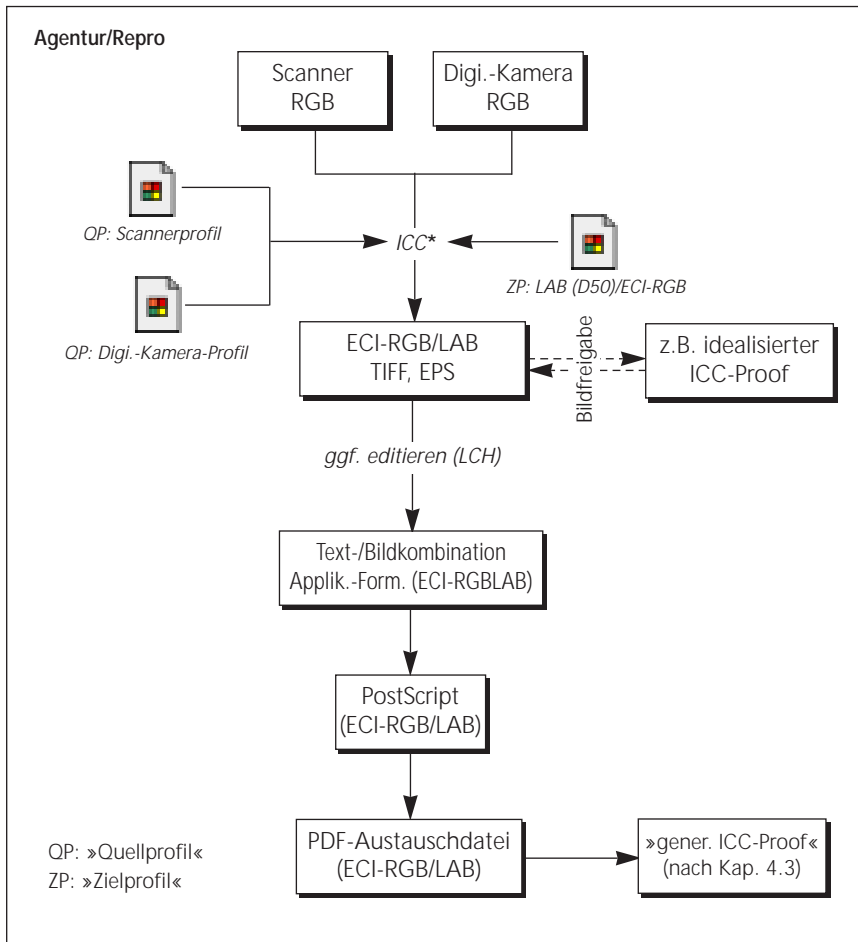 Agentur/Repro
Scanner
RGB
Digi.-Kamera
RGB
QP: Scannerprofil
ICC*
ZP: LAB (D50)/ECI-RGB
QP: Digi.-Kamera-Profil
ECI-RGB/LAB
TIFF, EPS
Bildfreigabe
z.B. idealisierter
ICC-Proof
ggf. editieren (LCH)
Text-/Bildkombination
Applik.-Form. (ECI-RGBLAB)
PostScript
(ECI-RGB/LAB)
PDF-Austauschdatei
(ECI-RGB/LAB)
»gener. ICC-Proof«
(nach Kap. 4.3)
QP: »Quellprofil«
ZP: »Zielprofil«